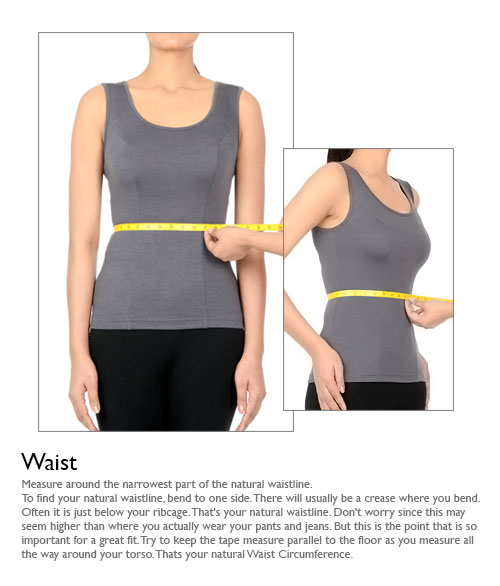 Waist
Measure around the narrowest part of the natural waistline.
To find your natural waistline, bend to one side. There will usually be a crease where you bend.
Often it is just below your ribcage. That's your natural waistline. Don't worry since this may
seem higher than where you actually wear your pants and jeans. But this is the point that is so
important for a great fit. Try to keep the tape measure parallel to the floor as you measure all
the way around your torso. Thats your natural Waist Circumference.